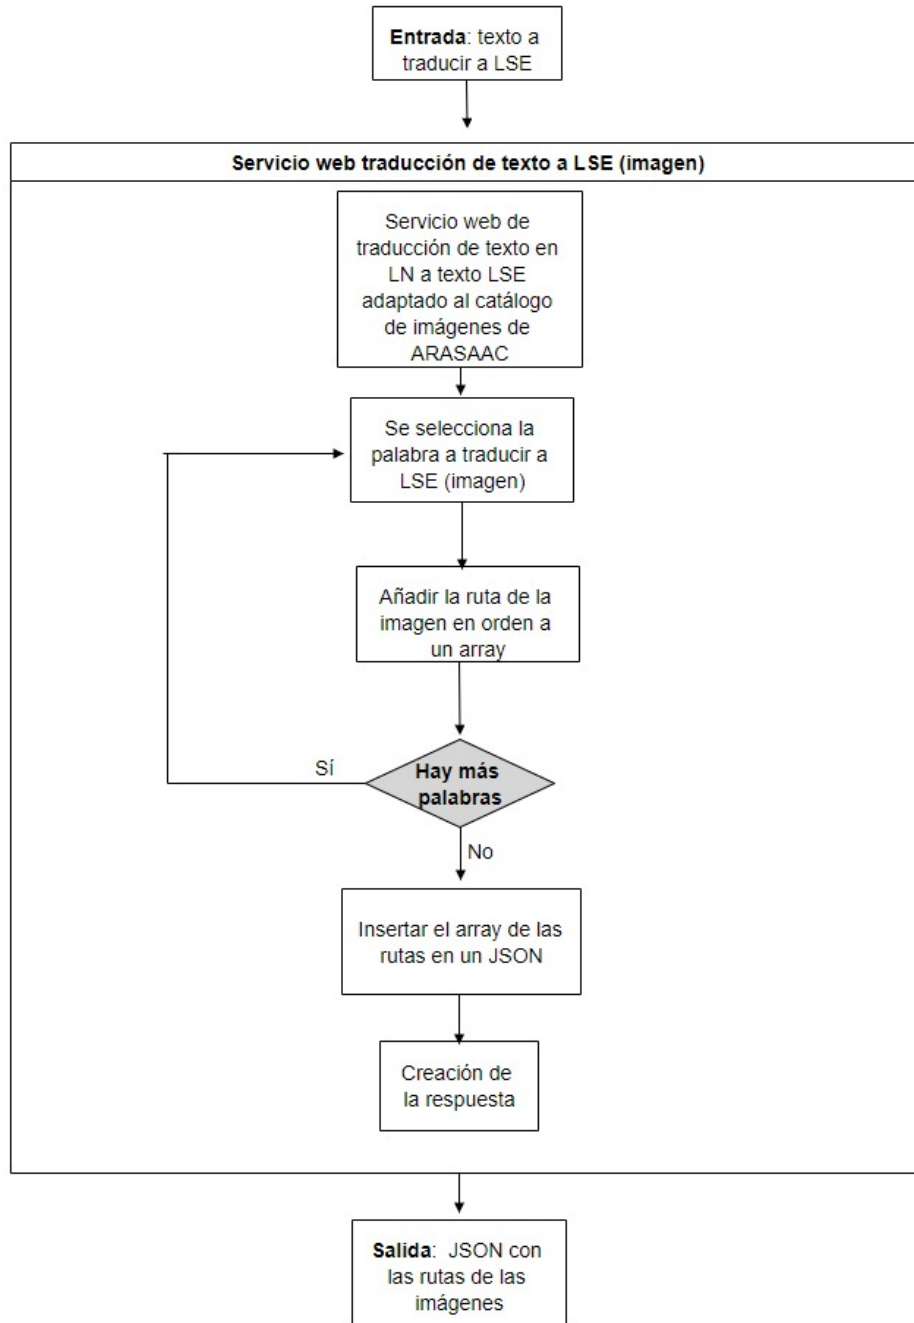 Entrada: texto a
traducir a LSE
Servicio web traducción de texto a LSE (imagen)
Servicio web de
traducción de texto en
LN a texto LSE
adaptado al catálogo
de imágenes de
ARASAAC
Se selecciona la
palabra a traducir a
LSE (imagen)
Añadir la ruta de la
imagen en orden a
un array
Hay más
palabras
Sí
No
Insertar el array de las
rutas en un JSON
Creación de
la respuesta
Salida: JSON con
las rutas de las
imágenes